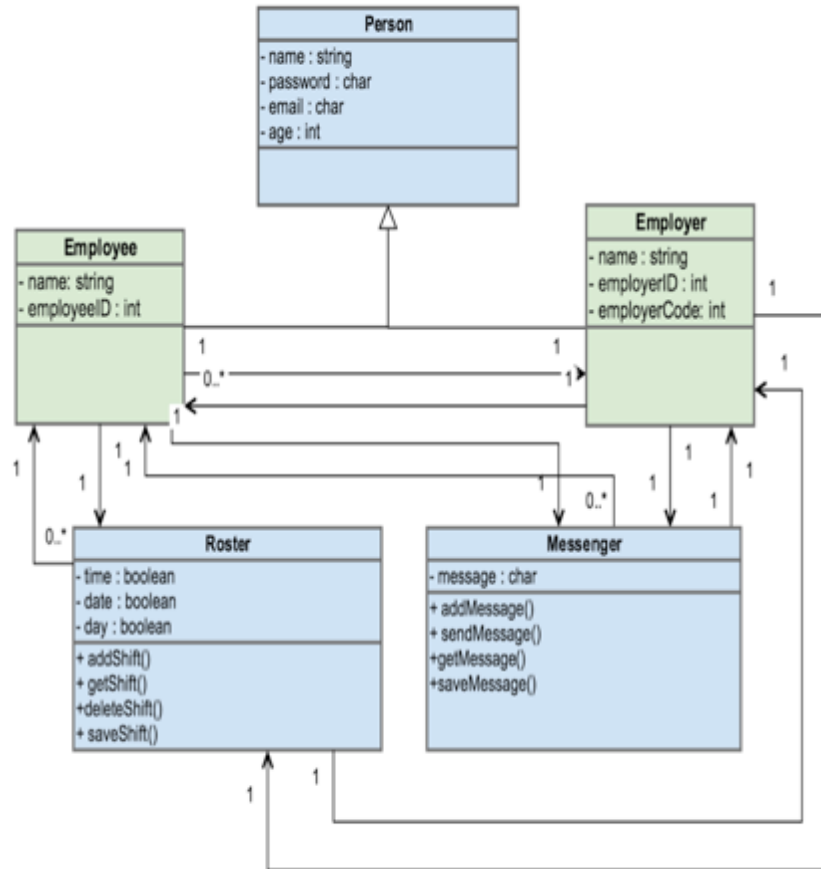 Person
- name : string
- password : char
- email : char
- age : int
Employee
- name: string
- employeeID : int
Employer
- name : string
- employerID : int
- employerCode: int
1
1
1
1
0..*
1
1
1
1
1
1
1
0..*
1
1
1
1
0..*
Roster
- time : boolean
- date : boolean
- day : boolean
+ addShift()
+ getShift()
+deleteShift()
+ saveShift()
Messenger
- message : char
+ addMessage()
+ sendMessage()
+getMessage()
+saveMessage()
1
1